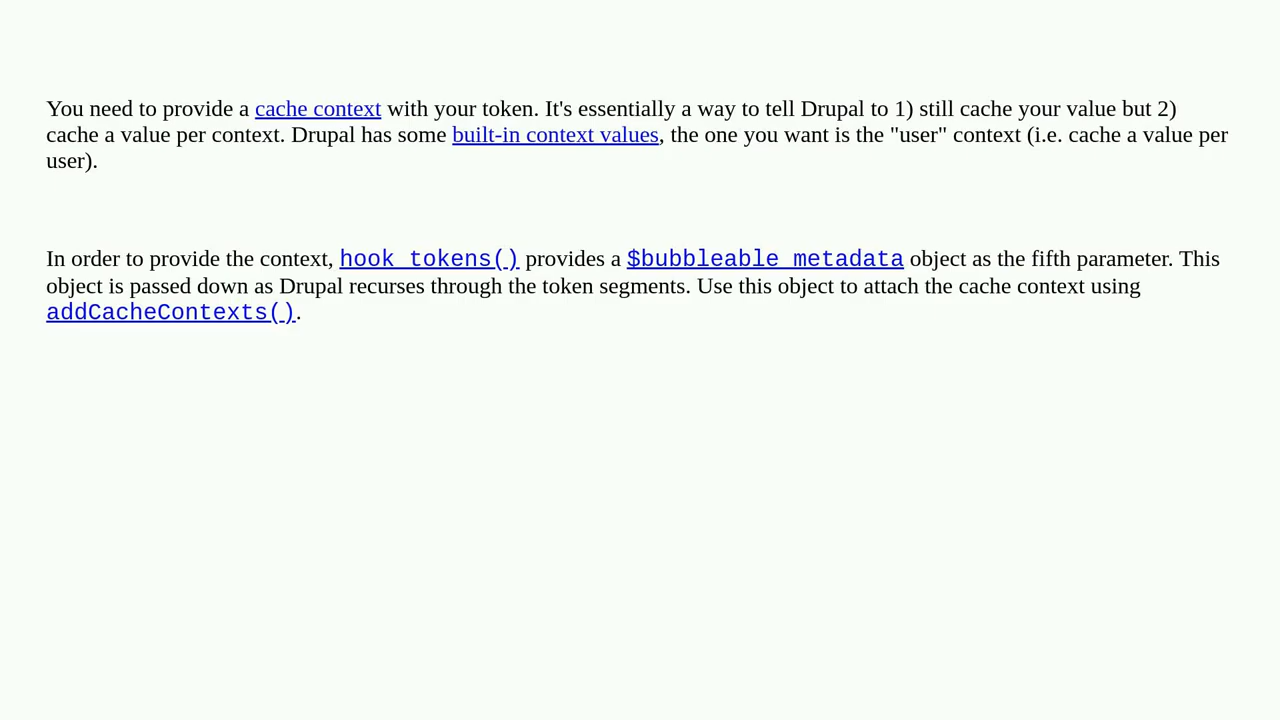 You need to provide a cache context with your token. It's essentially a way to tell Drupal to 1) still cache your value but 2)
cache a value per context. Drupal has some built-in context values, the one you want is the "user" context (i.e. cache a value per
user).
In order to provide the context, hook_tokens() provides a $bubbleable_metadata object as the fifth parameter. This
object is passed down as Drupal recurses through the token segments. Use this object to attach the cache context using
addCacheContexts().